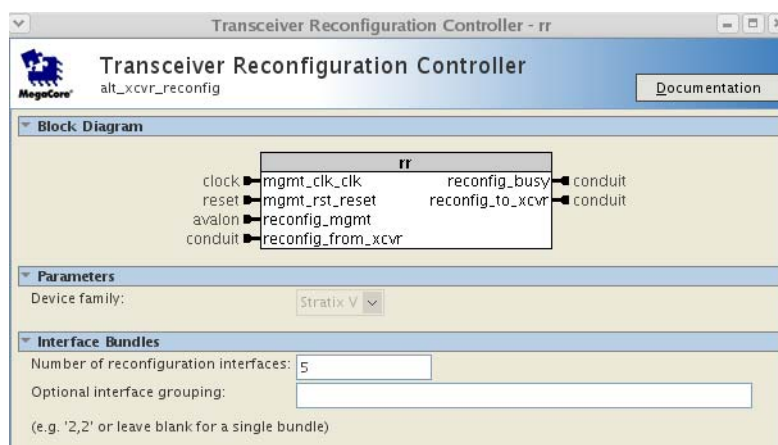 Transceiver Reconfiguration Controller - rr
Transceiver Reconfiguration Controller
alt_xcvr_reconfig
MegaCore®
Documentation
Block Diagram
rr
clock mgmt_clk_clk reconfig_busy conduit
reset mgmt_rst_reset reconfig_to_xcvr conduit
avalon reconfig_mgmt
conduit reconfig_from_xcvr
Parameters
Device family: Stratix V
Interface Bundles
Number of reconfiguration interfaces: 5
Optional interface grouping:
(e.g. '2,2' or leave blank for a single bundle)